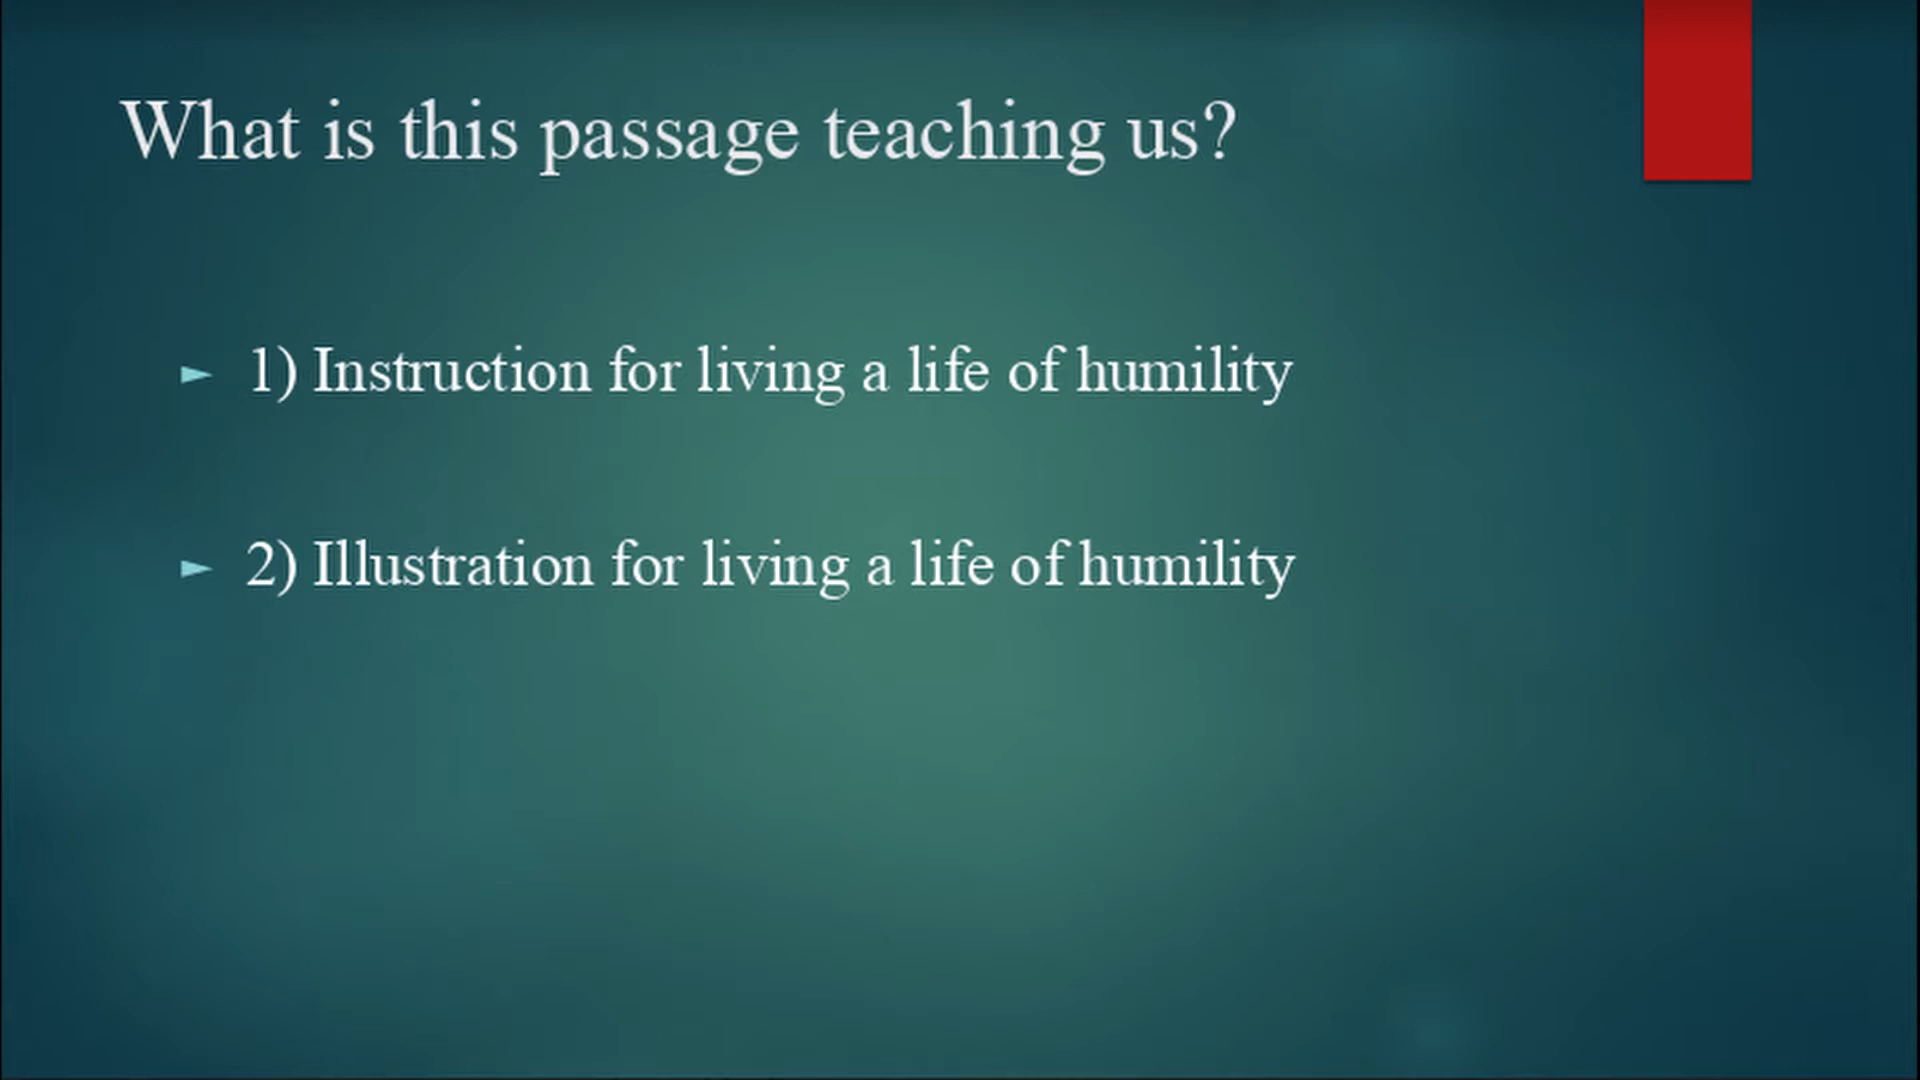 What is this passage teaching us?
► 1) Instruction for living a life of humility
► 2) Illustration for living a life of humility